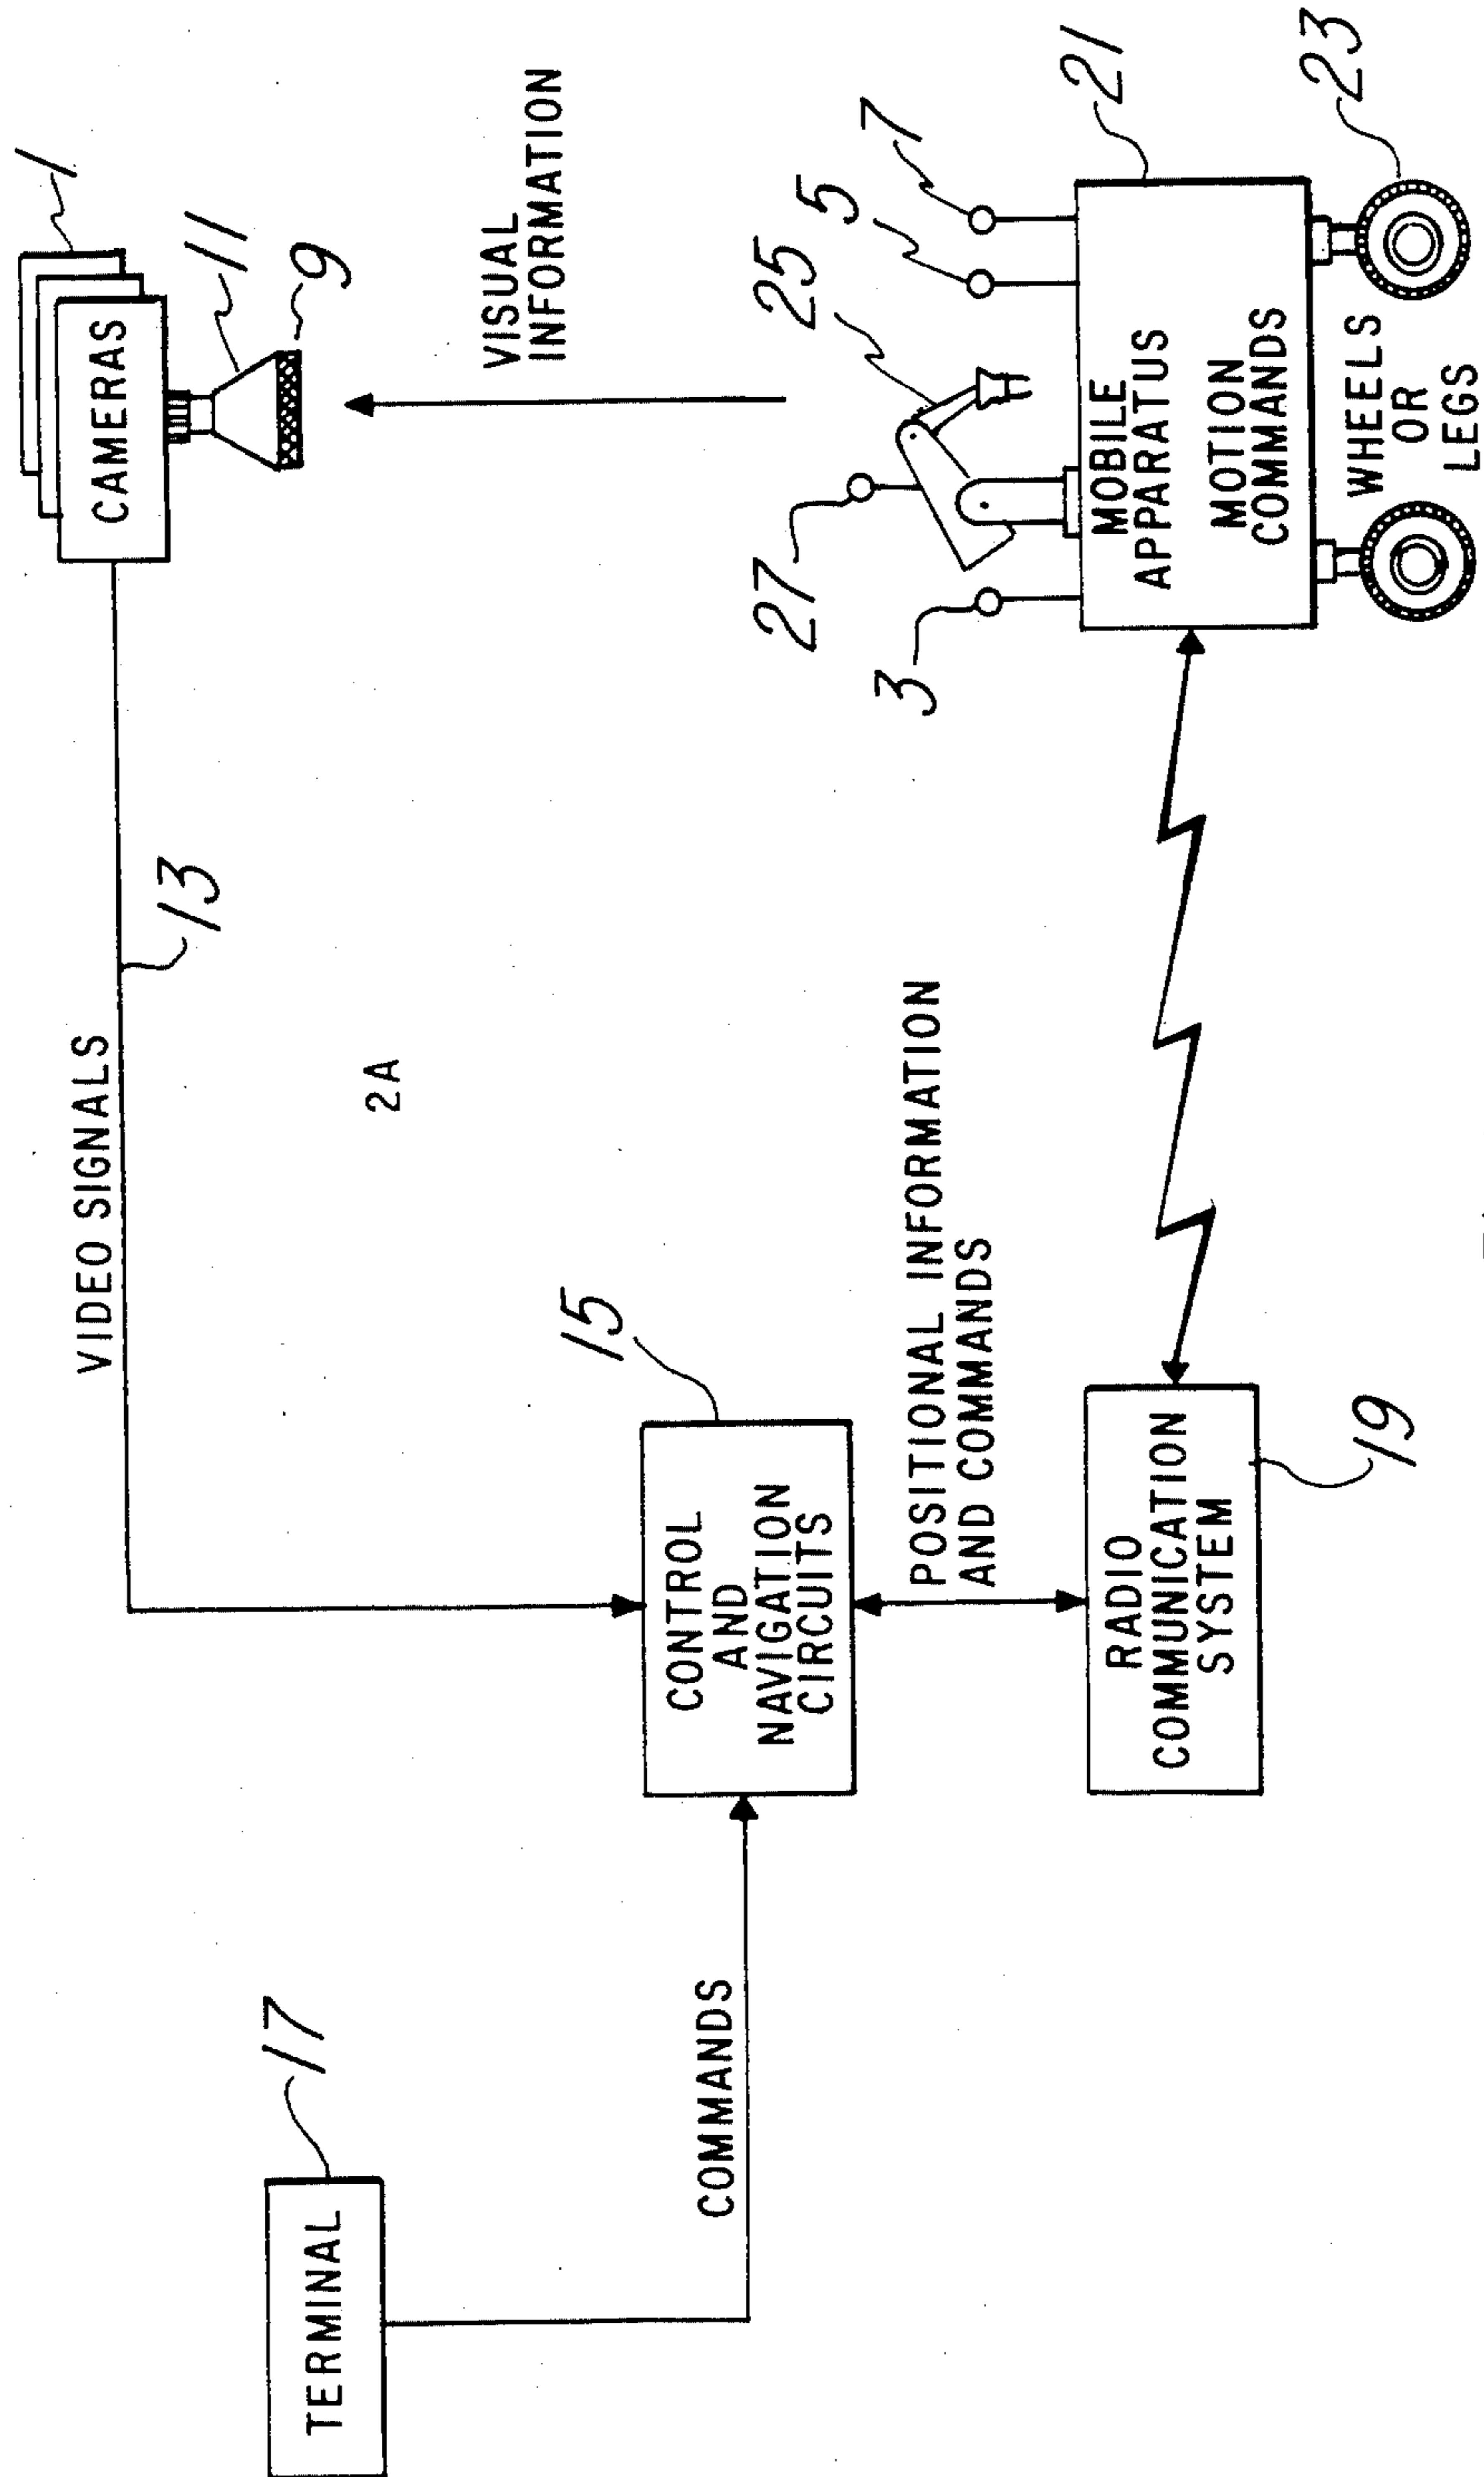 TERMINAL
17
COMMANDS
VIDEO SIGNALS
13
2A
15
CONTROL
AND
NAVIGATION
CIRCUITS
POSITIONAL INFORMATION
AND COMMANDS
RADIO
COMMUNICATION
SYSTEM
19
CAMERAS
1
11
9
VISUAL
INFORMATION
27
25
3
5
7
MOBILE
APPARATUS
MOTION
COMMANDS
21
WHEELS
OR
LEGS
23